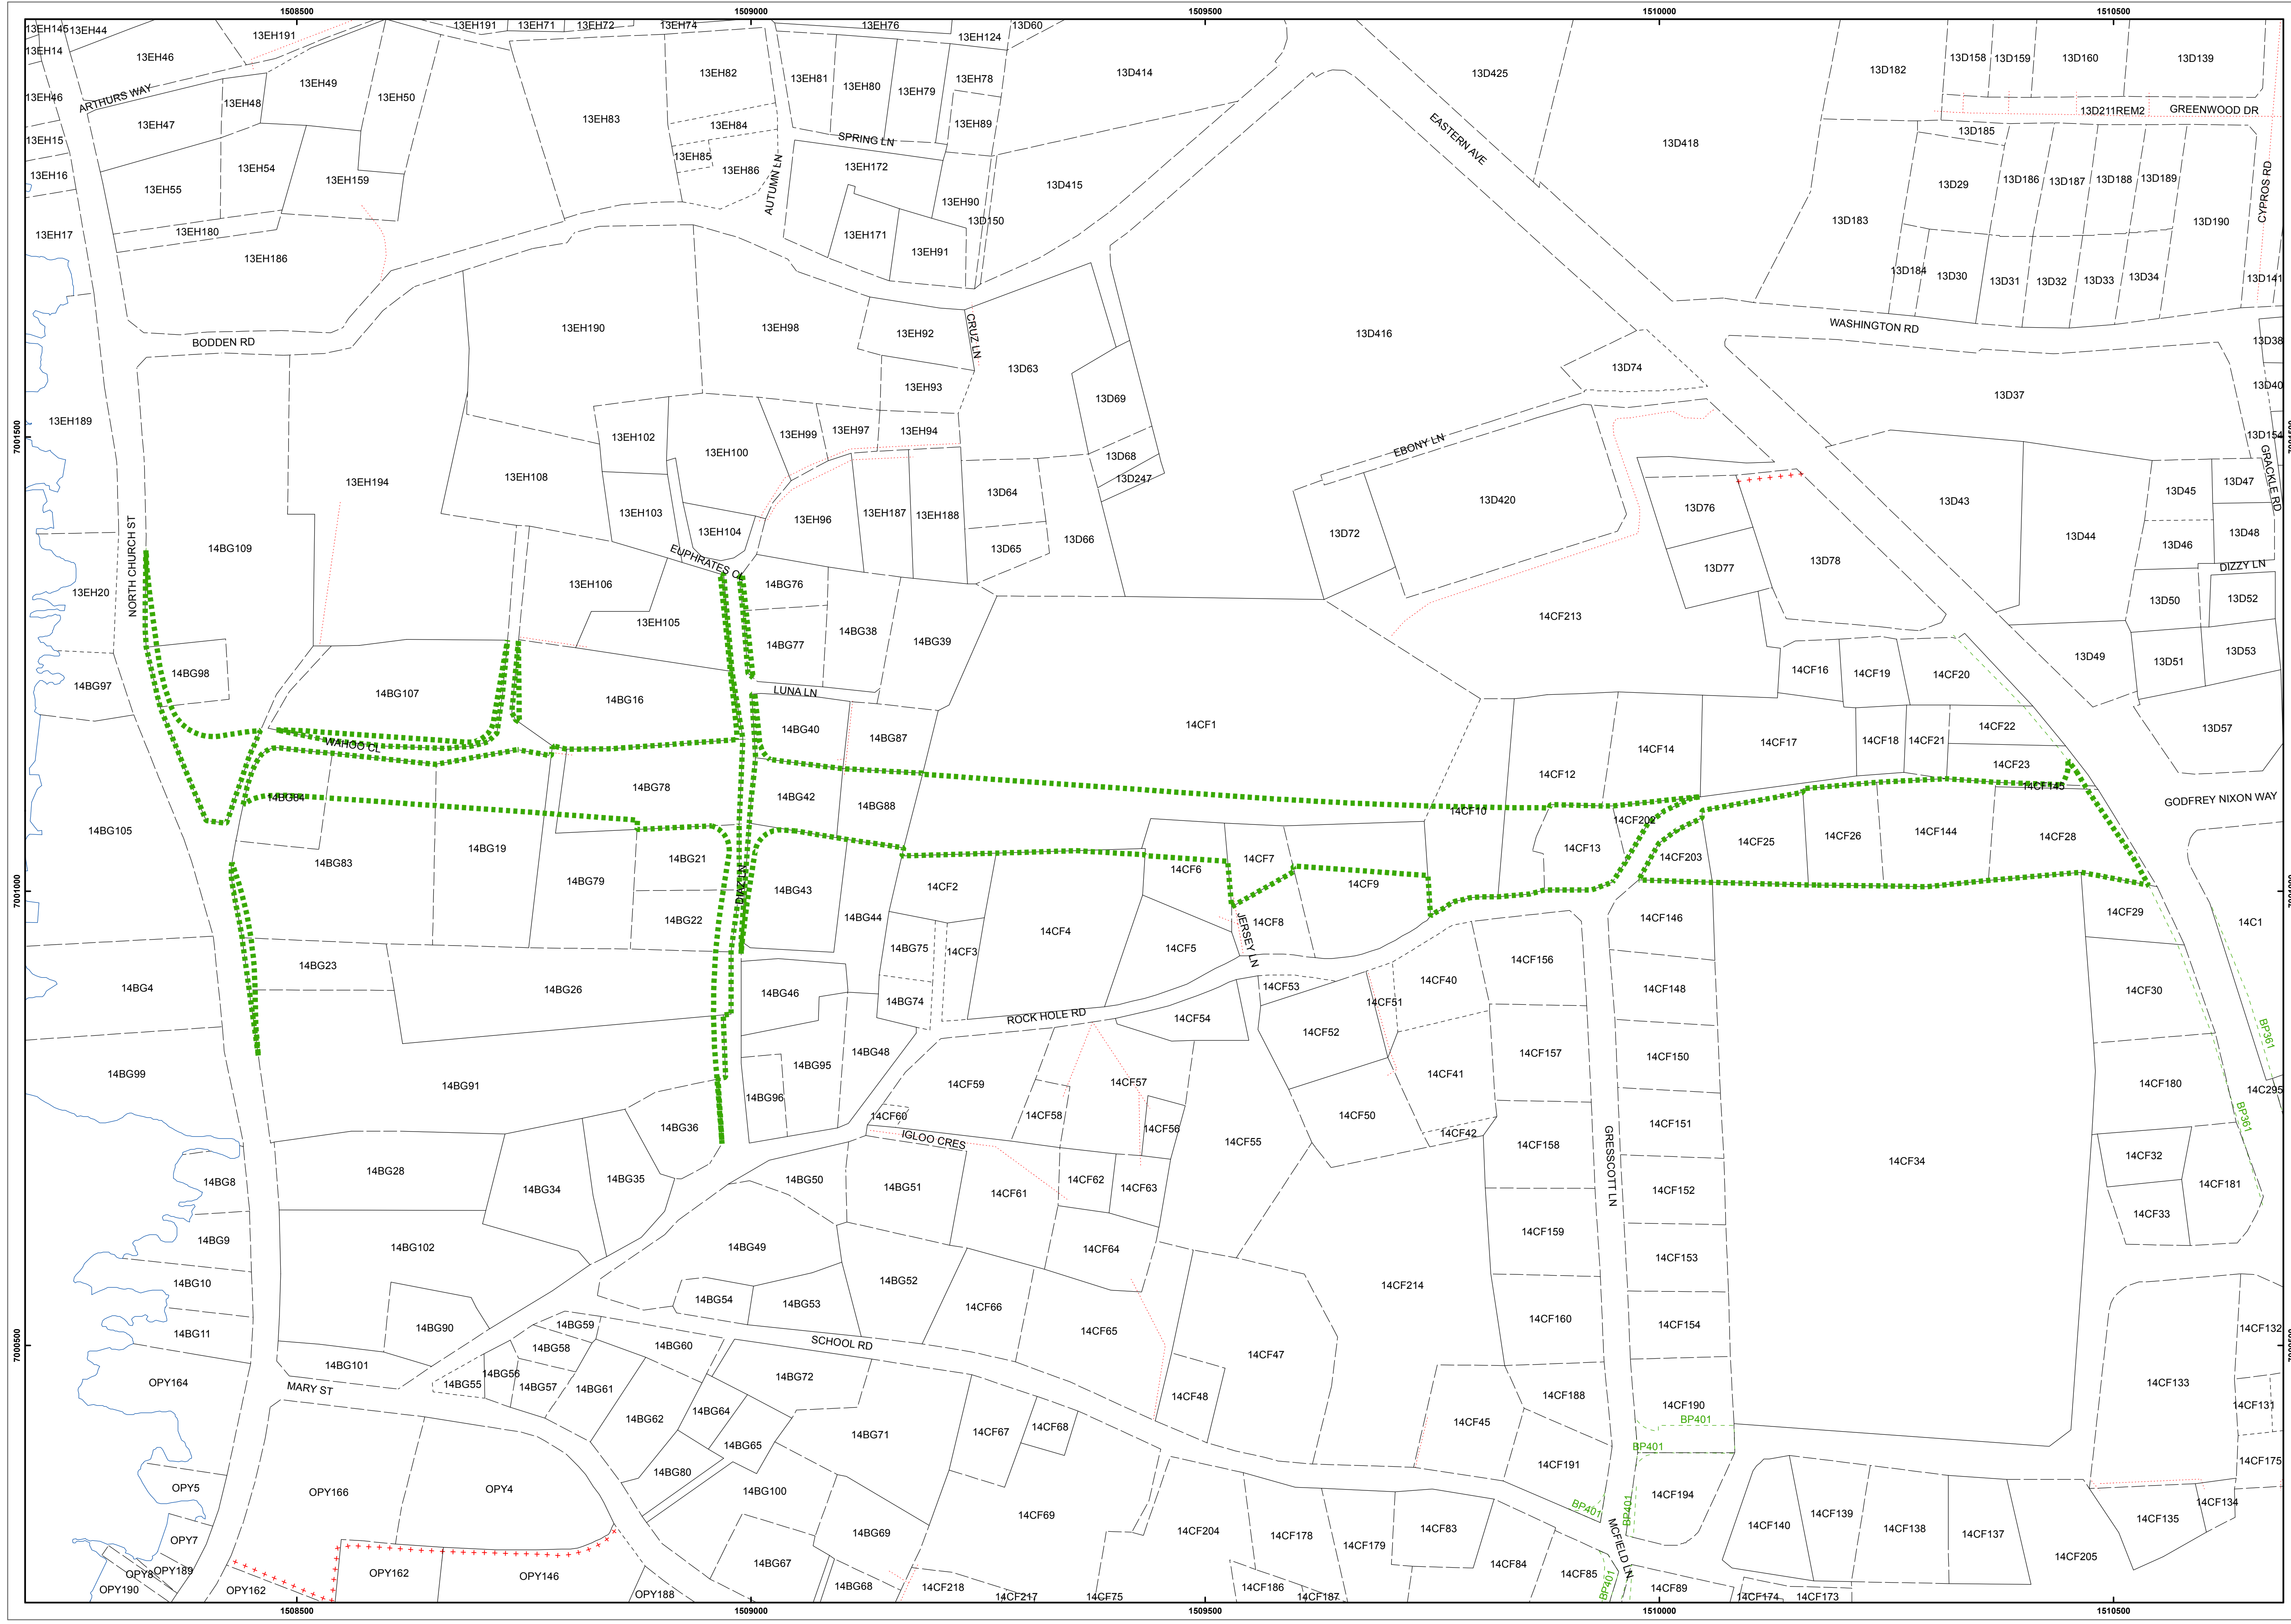 1508500 1509000 1509500 1510000 1510500
13EH145 13EH44 13EH191 13EH191 13EH71 13EH72 13EH74 13EH76 13D60
13EH14 13EH46 13EH124 13D414 13D425 13D182 13D158 13D159 13D160 13D139
13EH49 13EH50 13EH82 13EH81 13EH80 13EH79 13EH78
13EH46 ARTHURS WAY 13EH48 13D211REM2 GREENWOOD DR
13EH15 13EH47 13EH83 13EH84 13EH89 EASTERN AVE 13D185
SPRING LN 13D418
13EH16 13EH55 13EH54 13EH159 13EH85 13EH86 AUTUMN LN 13EH172 13D415 13D29 13D186 13D187 13D188 13D189 CYPROS RD
13EH90 13D150 13D183 13D190
13EH17 13EH180 13EH171 13EH91
13EH186 13D184 13D30 13D31 13D32 13D33 13D34 13D141
BODDEN RD 13EH190 13EH98 13EH92 CRUZ LN 13D416 WASHINGTON RD 13D38
13D63 13D74
13EH93 13D69 13D37 13D40
13EH189 13EH102 13EH99 13EH97 13EH94 EBONY LN 13D154
7001500 7001500
13EH194 13EH108 13EH100 13D68 13D247 GRACKLE RD
13D64 13D420 13D43 13D45 13D47
NORTH CHURCH ST 14BG109 13EH103 13EH104 13EH96 13EH187 13EH188 13D72 13D76
13D65 13D66 13D44 13D46 13D48
EUPHRATES CL 13D77 13D78 DIZZY LN
13EH20 13EH106 14BG76 13D50 13D52
13EH105 14BG77 14BG38 14BG39 14CF213
14BG97 14BG98 14BG107 14BG16 LUNA LN 14CF16 14CF19 14CF20 13D49 13D51 13D53
14BG40 14BG87 14CF1 14CF22 13D57
WAHOO CL 14CF14 14CF17 14CF18 14CF21
14CF12 14CF23
14BG84 14BG78 14BG42 14BG88 14CF10 14CF145 GODFREY NIXON WAY
14BG105 14CF202
14BG83 14BG19 14BG79 14BG21 14CF7 14CF13 14CF203 14CF25 14CF26 14CF144 14CF28
7001000 7001000
DIAZ LN 14BG43 14CF2 14CF6 14CF9
14BG22 14BG44 14CF8 14CF146 14CF29 14C1
14CF4 JERSEY LN
14BG75 14CF3 14CF5
14BG4 14BG23 14BG26 14BG46 14BG74 ROCK HOLE RD 14CF53 14CF51 14CF40 14CF156 14CF148 14CF30
14CF54 14CF52 BP361
14BG99 14BG91 14BG95 14BG48 14CF59 14CF57 14CF157 14CF150
14BG96 14CF41 14CF180 14C295
14CF60 14CF58 14CF56 14CF50 BP361
14BG36 IGLOO CRES 14CF55 14CF42 14CF158 14CF151
14BG28 14BG50 14CF62 GRESSCOTT LN 14CF34 14CF32
14BG8 14BG34 14BG35 14BG51 14CF61 14CF63 14CF152 14CF181
14BG9 14BG102 14BG49 14CF64 14CF159 14CF33
14BG10 14BG52 14CF214 14CF153
14BG54 14BG53 14CF66
14BG11 14BG90 14BG59 14CF65 14CF160 14CF154 14CF132
7000500 7000500
14BG101 14BG58 14BG60 SCHOOL RD 14CF47
14BG55 14BG56 14BG57 14BG61 14BG72
OPY164 MARY ST 14CF48 14CF188 14CF190 14CF133 14CF131
14BG62 14BG64 14CF67 14CF68 14CF45 BP401
14BG65 14BG71 BP401
14BG80 14CF191 14CF175
OPY5 OPY166 OPY4 14BG100 14CF69 BP401 BP401 14CF194 14CF134
OPY7 14BG69 14CF204 14CF178 14CF179 14CF83 MCFIELD LN 14CF140 14CF139 14CF138 14CF137 14CF135
OPY8 OPY189 OPY162 OPY146 14BG67 14CF84 14CF85 BP401 14CF205
OPY190 OPY162 OPY188 14BG68 14CF218 14CF217 14CF75 14CF186 14CF187 14CF89 14CF174 14CF173
1508500 1509000 1509500 1510000 1510500